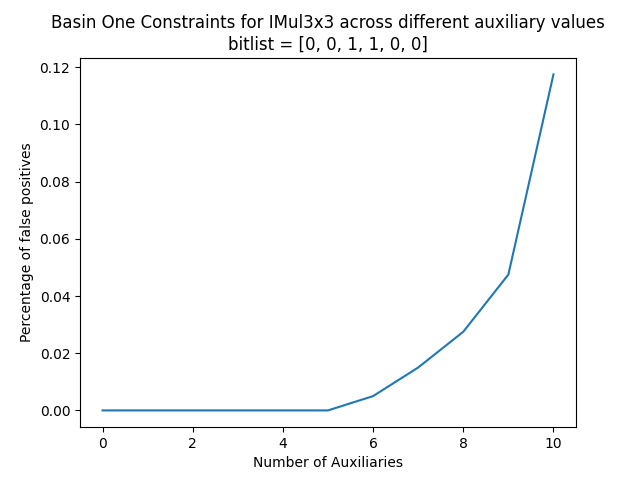 Basin One Constraints for IMul3x3 across different auxiliary values
bitlist = [0, 0, 1, 1, 0, 0]
Percentage of false positives
0.12
0.10
0.08
0.06
0.04
0.02
0.00
0 2 4 6 8 10
Number of Auxiliaries